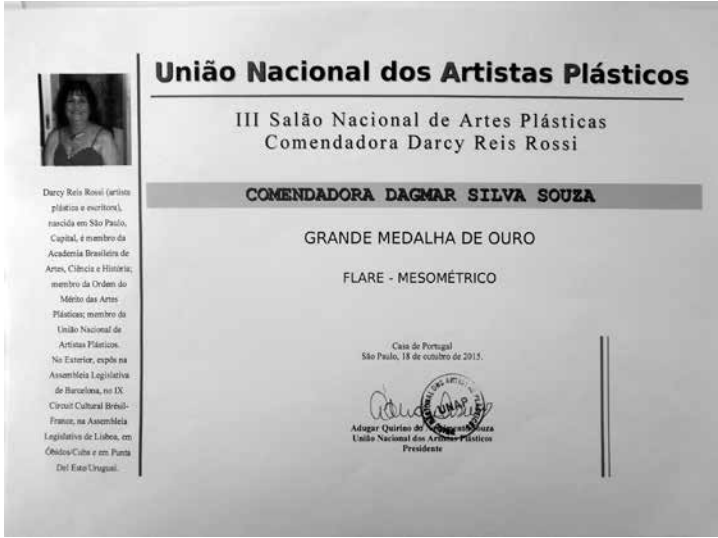 União Nacional dos Artistas Plásticos
III Salão Nacional de Artes Plásticas
Comendadora Darcy Reis Rossi
COMENDADORA DAGMAR SILVA SOUZA
GRANDE MEDALHA DE OURO
FLARE - MESOMÉTRICO
Casa de Portugal
São Paulo, 18 de outubro de 2015.
UNAP
Adugar Quirino do Souza
União Nacional dos Artistas Plásticos
Presidente
Darcy Reis Rossi (artista
plástica e escritora),
nascida em São Paulo,
Capital, é membro da
Academia Brasileira de
Artes, Ciência e História;
membro da Ordem do
Mérito das Artes
Plásticas; membro da
União Nacional de
Artistas Plásticos.
No Exterior, expôs na
Assembleia Legislativa
de Barcelona, no IX
Circuit Cultural Brésil-
France, na Assembleia
Legislativa de Lisboa, em
Óbidos/Cuba e em Punta
Del Este/Uruguai.